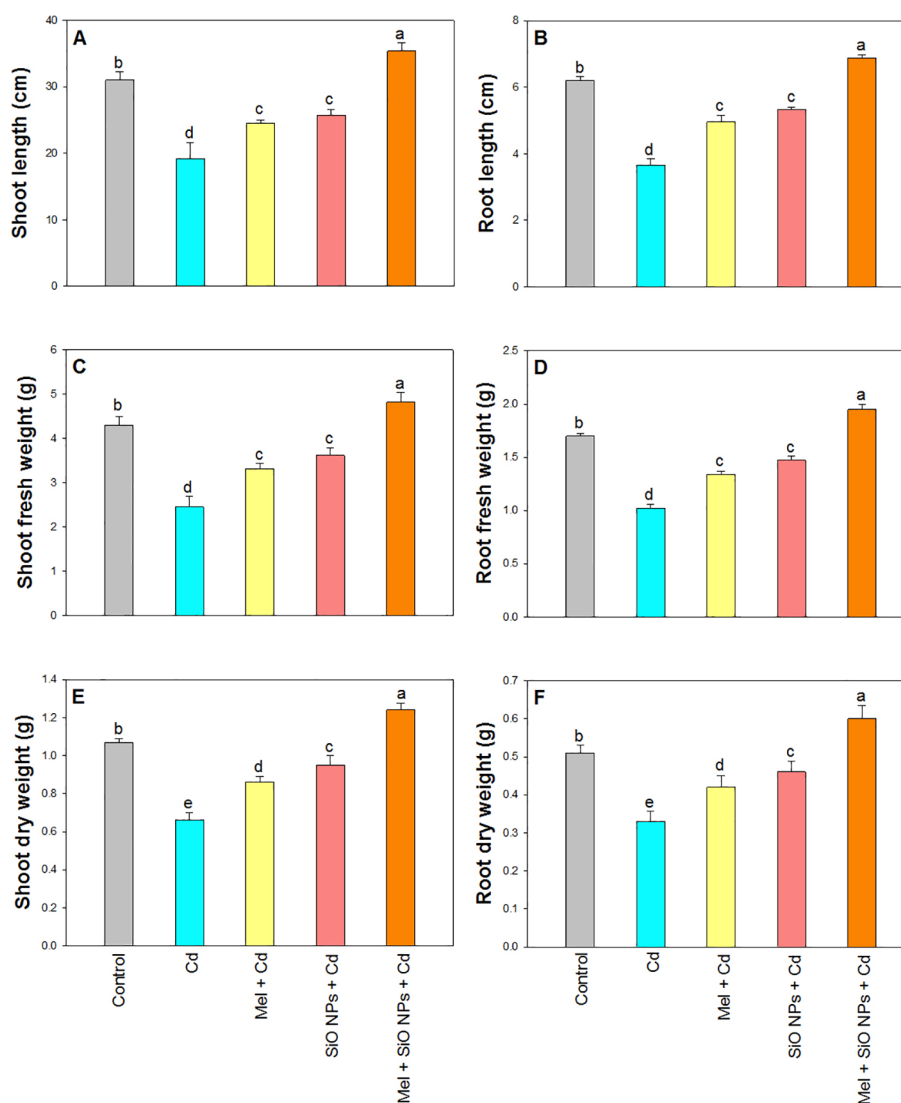 A
Shoot length (cm)
40
30
20
10
0
b
d
c
c
a
B
Root length (cm)
8
6
4
2
0
b
d
c
c
a
C
Shoot fresh weight (g)
6
5
4
3
2
1
0
b
d
c
c
a
D
Root fresh weight (g)
2.5
2.0
1.5
1.0
0.5
0.0
b
d
c
c
a
E
Shoot dry weight (g)
1.4
1.2
1.0
0.8
0.6
0.4
0.2
0.0
b
e
d
c
a
Control
Cd
Mel + Cd
SiO NPs + Cd
Mel + SiO NPs + Cd
F
Root dry weight (g)
0.7
0.6
0.5
0.4
0.3
0.2
0.1
0.0
b
e
d
c
a
Control
Cd
Mel + Cd
SiO NPs + Cd
Mel + SiO NPs + Cd